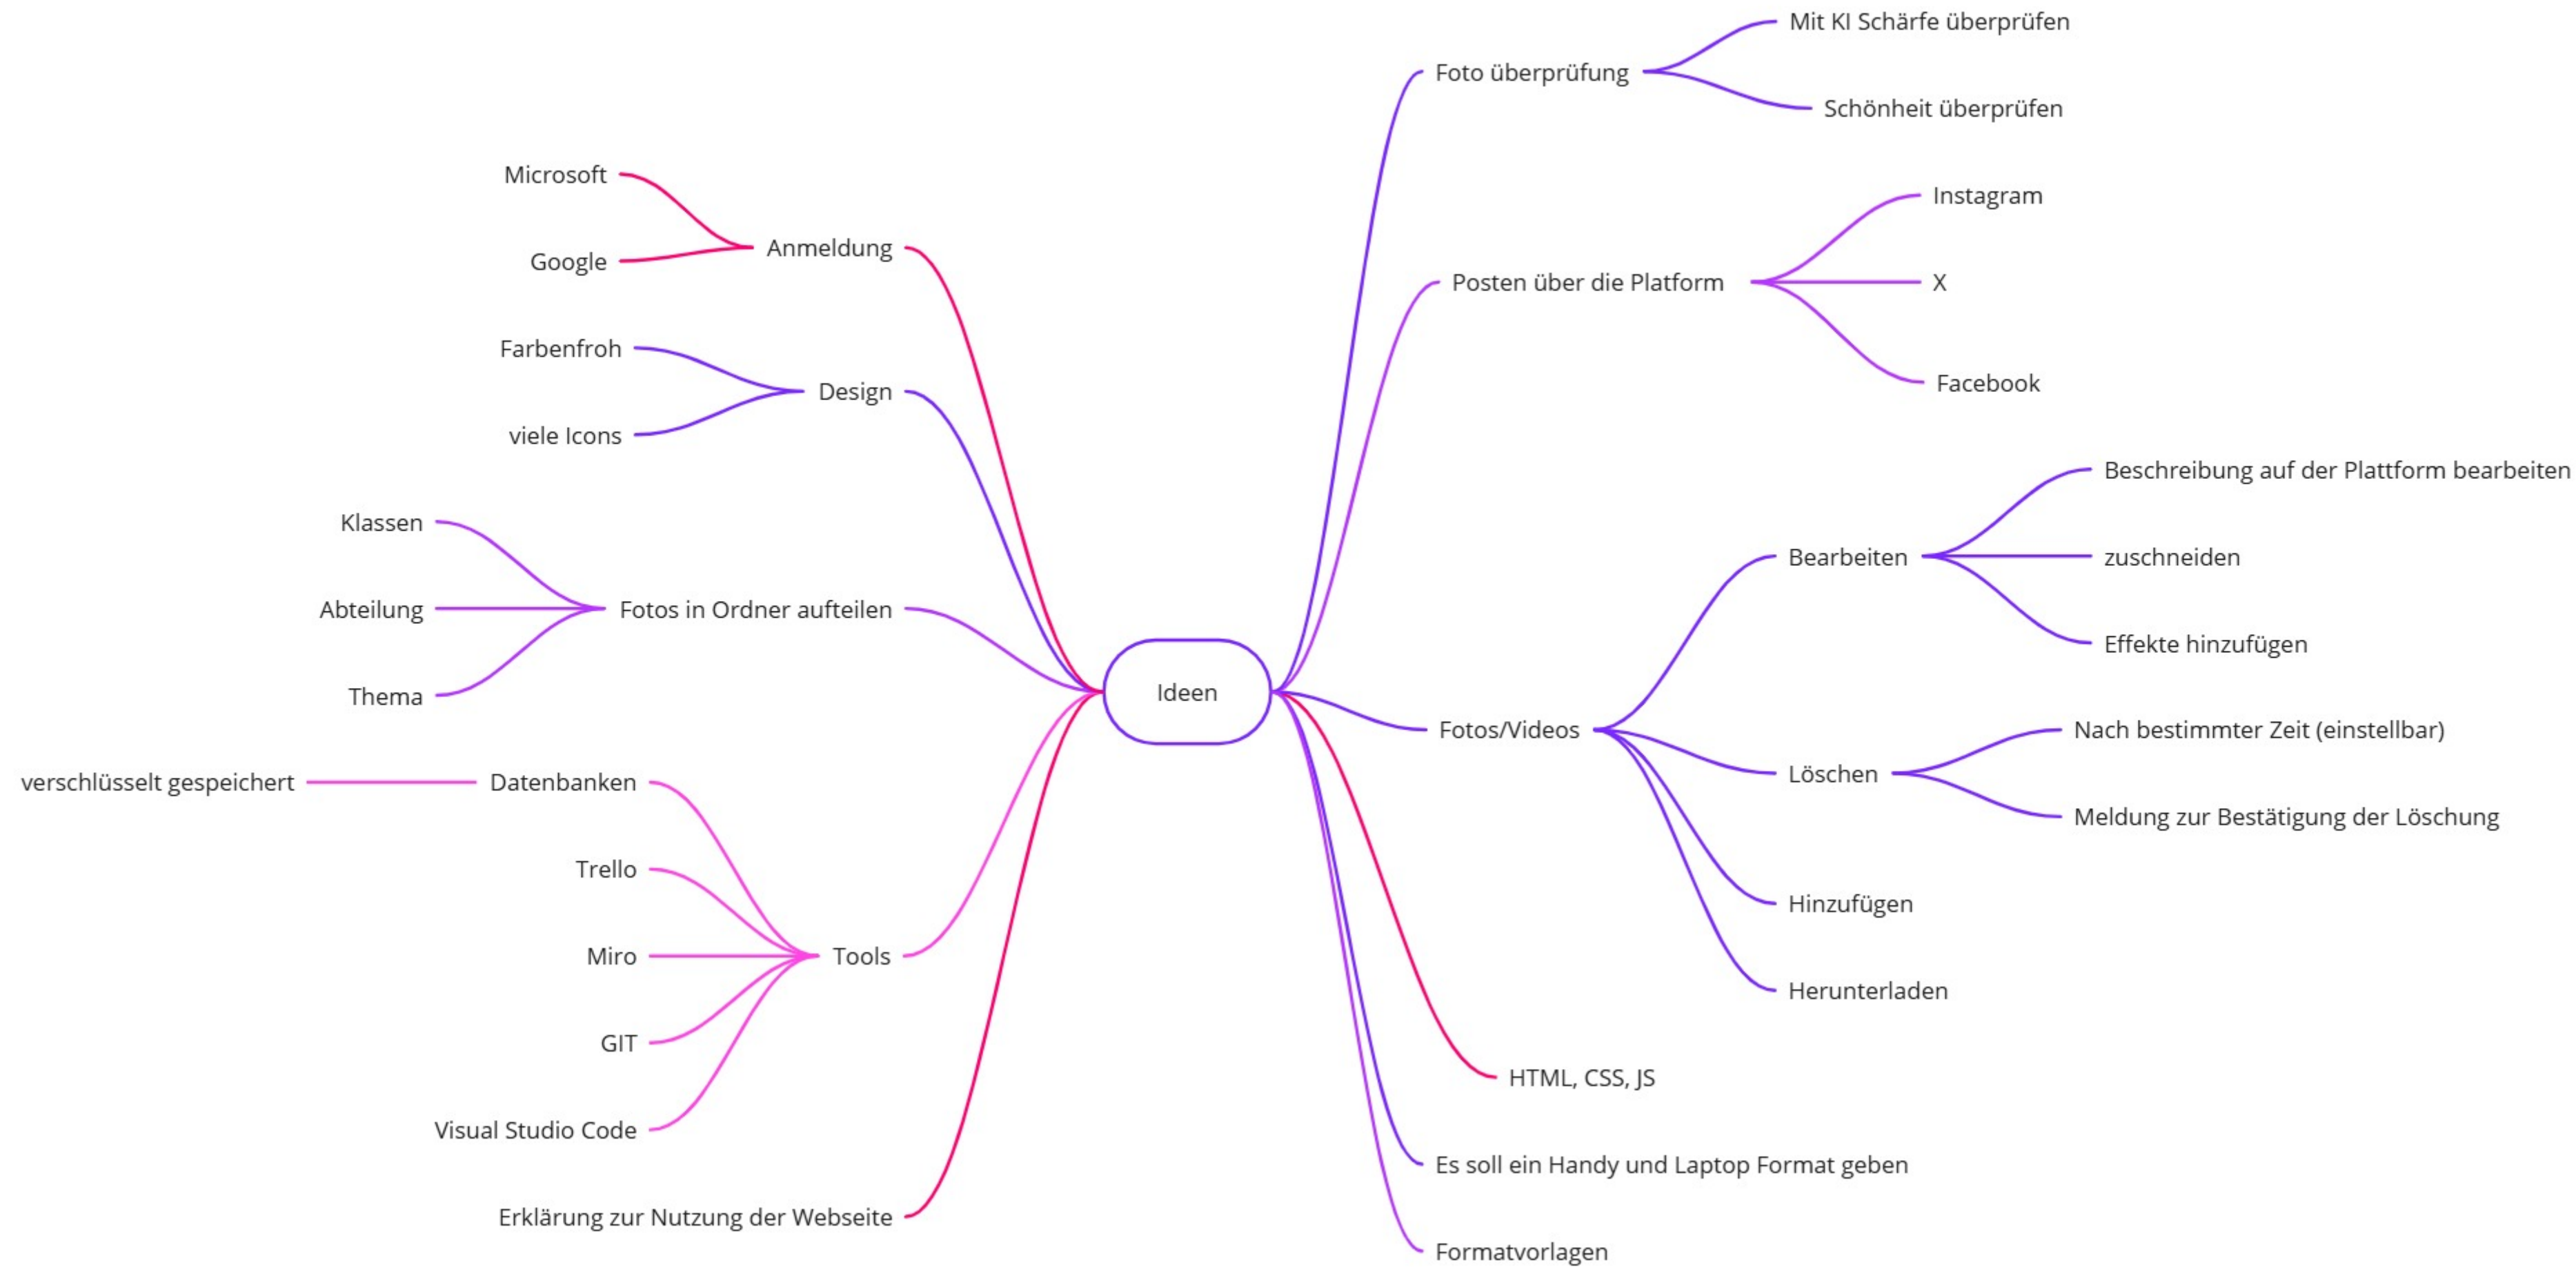 Ideen
Anmeldung
Microsoft
Google
Design
Farbenfroh
viele Icons
Fotos in Ordner aufteilen
Klassen
Abteilung
Thema
Tools
Datenbanken
verschlüsselt gespeichert
Trello
Miro
GIT
Visual Studio Code
Erklärung zur Nutzung der Webseite
Foto überprüfung
Mit KI Schärfe überprüfen
Schönheit überprüfen
Posten über die Platform
Instagram
X
Facebook
Fotos/Videos
Bearbeiten
Beschreibung auf der Plattform bearbeiten
zuschneiden
Effekte hinzufügen
Löschen
Nach bestimmter Zeit (einstellbar)
Meldung zur Bestätigung der Löschung
Hinzufügen
Herunterladen
HTML, CSS, JS
Es soll ein Handy und Laptop Format geben
Formatvorlagen